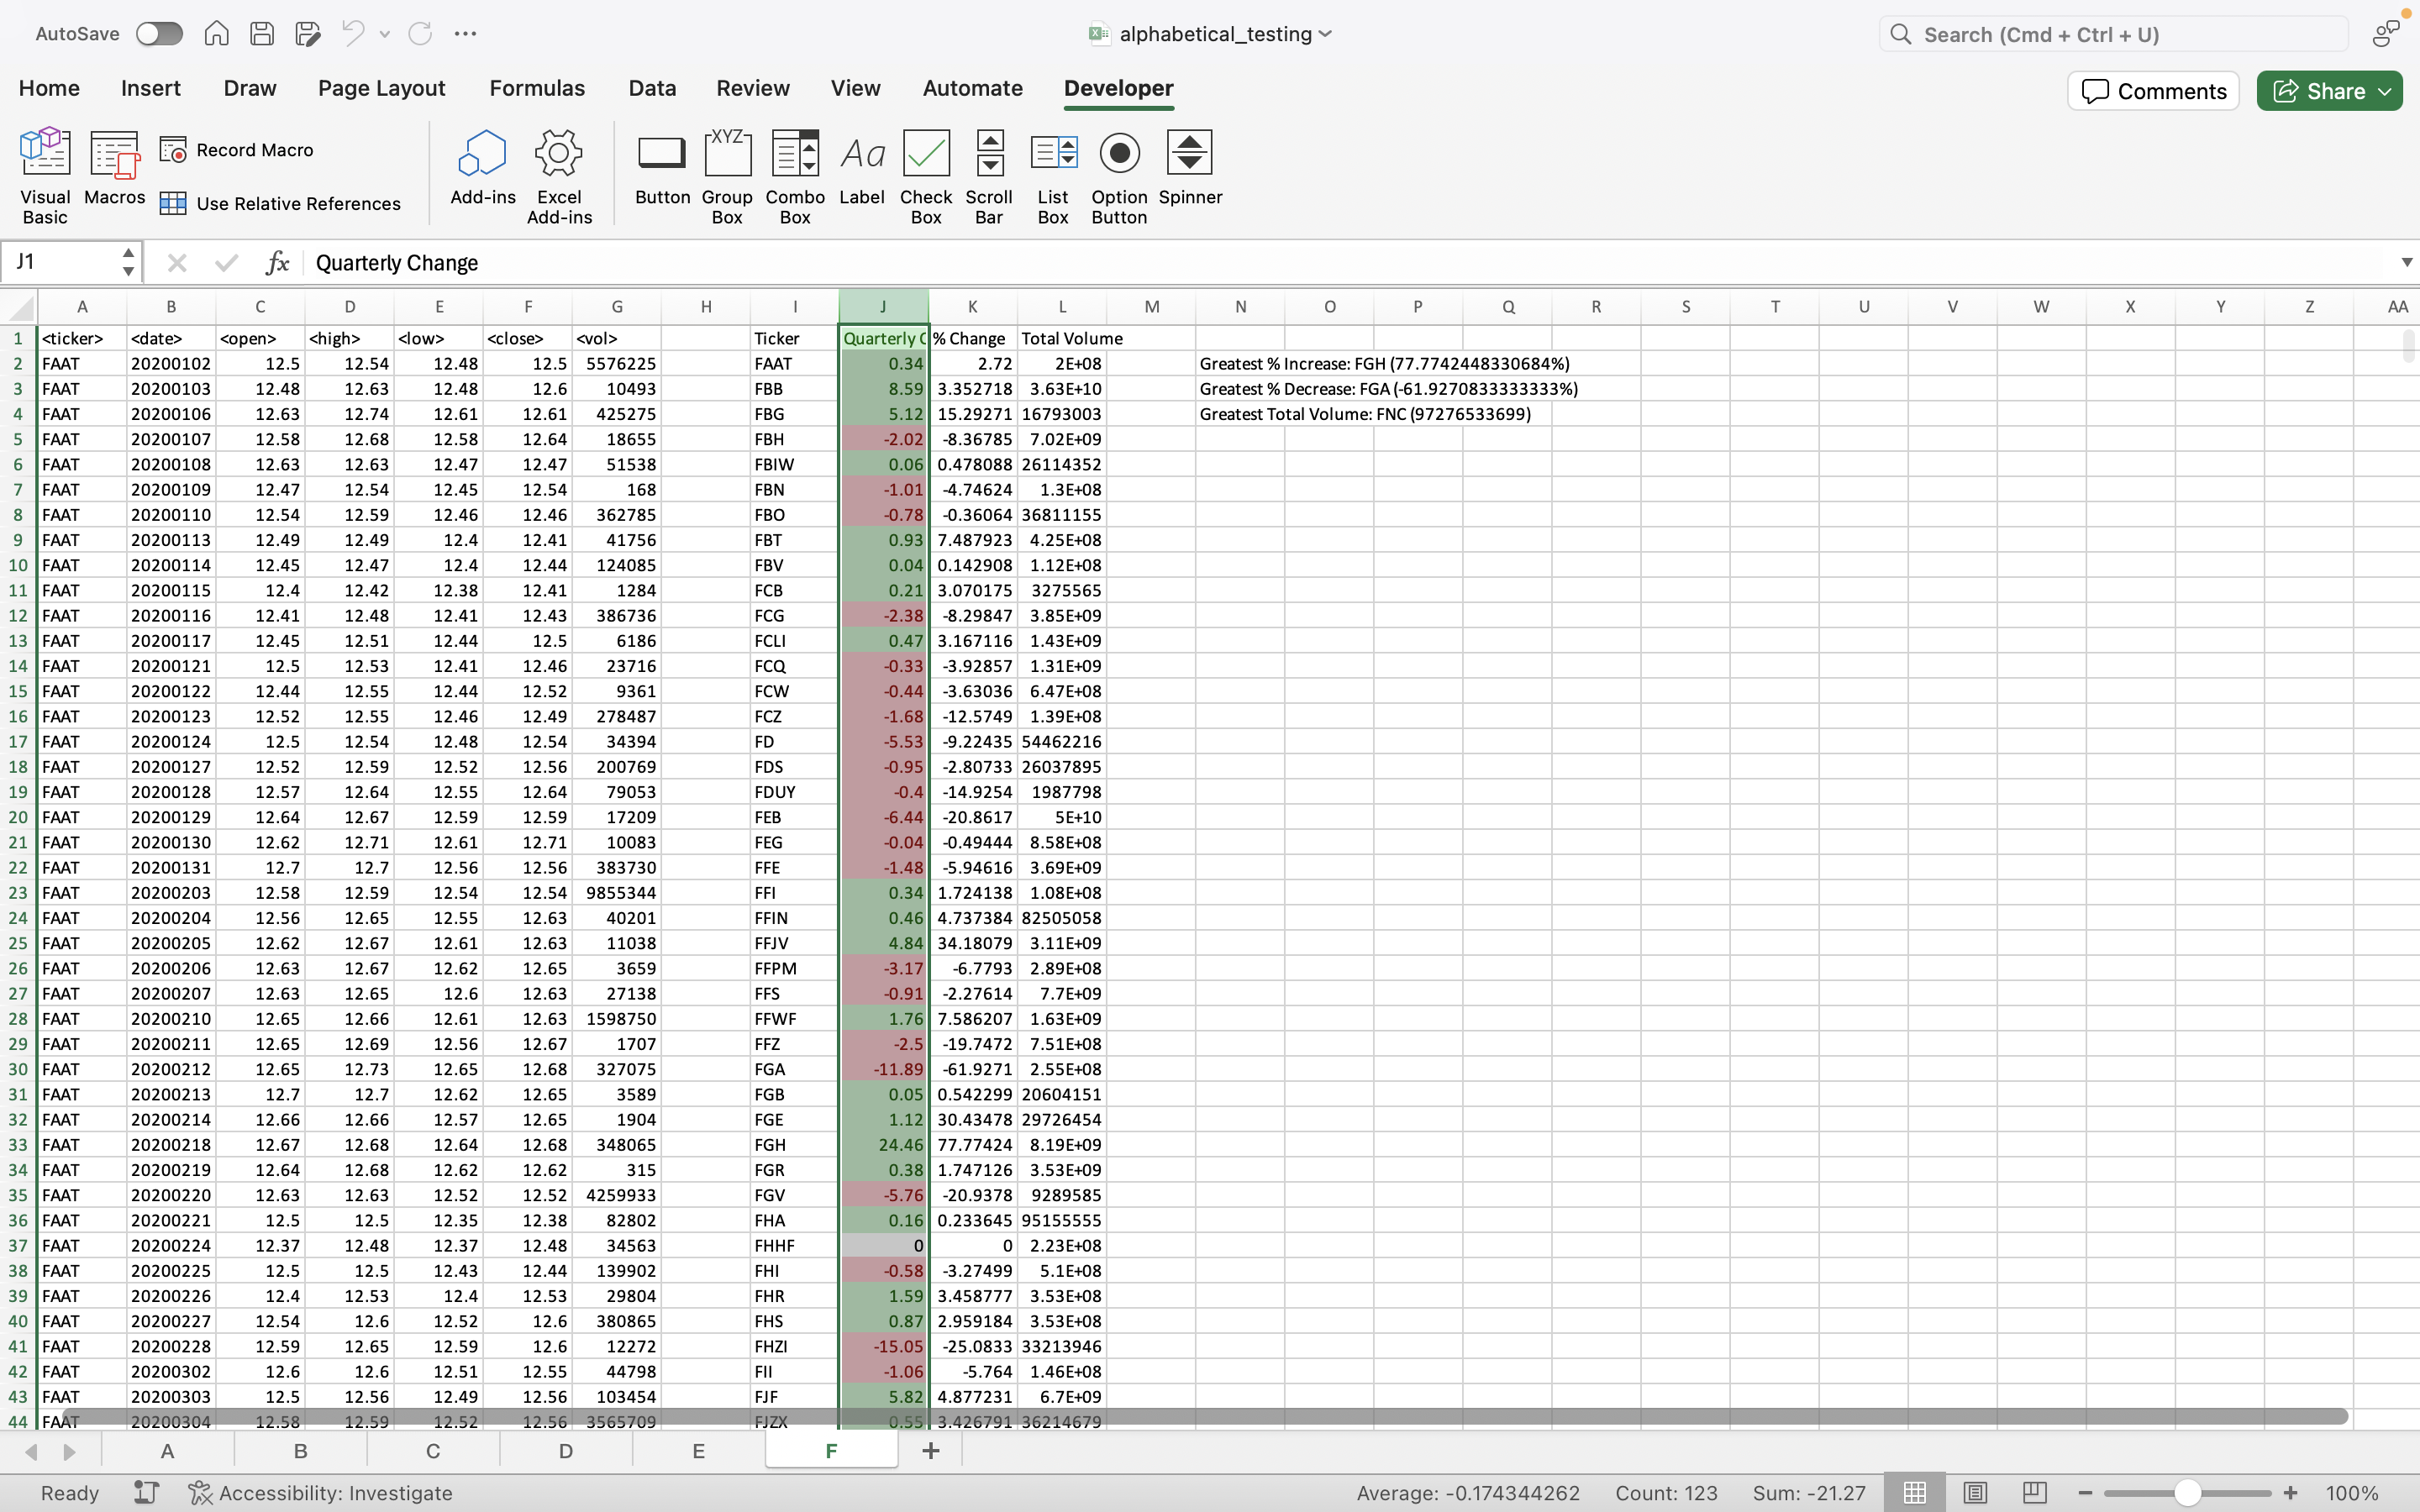 AutoSave
alphabetical_testing
Search (Cmd + Ctrl + U)
Home Insert Draw Page Layout Formulas Data Review View Automate Developer
Comments Share
Visual Basic
Macros
Record Macro
Use Relative References
Add-ins
Excel Add-ins
Button
XYZ
Group Box
Combo Box
Aa
Label
Check Box
Scroll Bar
List Box
Option Button
Spinner
J1 fx Quarterly Change
A B C D E F G H I J K L M N O P Q R S T U V W X Y Z AA
1 <ticker> <date> <open> <high> <low> <close> <vol> Ticker Quarterly C % Change Total Volume
2 FAAT 20200102 12.5 12.54 12.48 12.5 5576225 FAAT 0.34 2.72 2E+08 Greatest % Increase: FGH (77.7742448330684%)
3 FAAT 20200103 12.48 12.63 12.48 12.6 10493 FBB 8.59 3.352718 3.63E+10 Greatest % Decrease: FGA (-61.9270833333333%)
4 FAAT 20200106 12.63 12.74 12.61 12.61 425275 FBG 5.12 15.29271 16793003 Greatest Total Volume: FNC (97276533699)
5 FAAT 20200107 12.58 12.68 12.58 12.64 18655 FBH -2.02 -8.36785 7.02E+09
6 FAAT 20200108 12.63 12.63 12.47 12.47 51538 FBIW 0.06 0.478088 26114352
7 FAAT 20200109 12.47 12.54 12.45 12.54 168 FBN -1.01 -4.74624 1.3E+08
8 FAAT 20200110 12.54 12.59 12.46 12.46 362785 FBO -0.78 -0.36064 36811155
9 FAAT 20200113 12.49 12.49 12.4 12.41 41756 FBT 0.93 7.487923 4.25E+08
10 FAAT 20200114 12.45 12.47 12.4 12.44 124085 FBV 0.04 0.142908 1.12E+08
11 FAAT 20200115 12.4 12.42 12.38 12.41 1284 FCB 0.21 3.070175 3275565
12 FAAT 20200116 12.41 12.48 12.41 12.43 386736 FCG -2.38 -8.29847 3.85E+09
13 FAAT 20200117 12.45 12.51 12.44 12.5 6186 FCLI 0.47 3.167116 1.43E+09
14 FAAT 20200121 12.5 12.53 12.41 12.46 23716 FCQ -0.33 -3.92857 1.31E+09
15 FAAT 20200122 12.44 12.55 12.44 12.52 9361 FCW -0.44 -3.63036 6.47E+08
16 FAAT 20200123 12.52 12.55 12.46 12.49 278487 FCZ -1.68 -12.5749 1.39E+08
17 FAAT 20200124 12.5 12.54 12.48 12.54 34394 FD -5.53 -9.22435 54462216
18 FAAT 20200127 12.52 12.59 12.52 12.56 200769 FDS -0.95 -2.80733 26037895
19 FAAT 20200128 12.57 12.64 12.55 12.64 79053 FDUY -0.4 -14.9254 1987798
20 FAAT 20200129 12.64 12.67 12.59 12.59 17209 FEB -6.44 -20.8617 5E+10
21 FAAT 20200130 12.62 12.71 12.61 12.71 10083 FEG -0.04 -0.49444 8.58E+08
22 FAAT 20200131 12.7 12.7 12.56 12.56 383730 FFE -1.48 -5.94616 3.69E+09
23 FAAT 20200203 12.58 12.59 12.54 12.54 9855344 FFI 0.34 1.724138 1.08E+08
24 FAAT 20200204 12.56 12.65 12.55 12.63 40201 FFIN 0.46 4.737384 82505058
25 FAAT 20200205 12.62 12.67 12.61 12.63 11038 FFJV 4.84 34.18079 3.11E+09
26 FAAT 20200206 12.63 12.67 12.62 12.65 3659 FFPM -3.17 -6.7793 2.89E+08
27 FAAT 20200207 12.63 12.65 12.6 12.63 27138 FFS -0.91 -2.27614 7.7E+09
28 FAAT 20200210 12.65 12.66 12.61 12.63 1598750 FFWF 1.76 7.586207 1.63E+09
29 FAAT 20200211 12.65 12.69 12.56 12.67 1707 FFZ -2.5 -19.7472 7.51E+08
30 FAAT 20200212 12.65 12.73 12.65 12.68 327075 FGA -11.89 -61.9271 2.55E+08
31 FAAT 20200213 12.7 12.7 12.62 12.65 3589 FGB 0.05 0.542299 20604151
32 FAAT 20200214 12.66 12.66 12.57 12.65 1904 FGE 1.12 30.43478 29726454
33 FAAT 20200218 12.67 12.68 12.64 12.68 348065 FGH 24.46 77.77424 8.19E+09
34 FAAT 20200219 12.64 12.68 12.62 12.62 315 FGR 0.38 1.747126 3.53E+09
35 FAAT 20200220 12.63 12.63 12.52 12.52 4259933 FGV -5.76 -20.9378 9289585
36 FAAT 20200221 12.5 12.5 12.35 12.38 82802 FHA 0.16 0.233645 95155555
37 FAAT 20200224 12.37 12.48 12.37 12.48 34563 FHHF 0 0 2.23E+08
38 FAAT 20200225 12.5 12.5 12.43 12.44 139902 FHI -0.58 -3.27499 5.1E+08
39 FAAT 20200226 12.4 12.53 12.4 12.53 29804 FHR 1.59 3.458777 3.53E+08
40 FAAT 20200227 12.54 12.6 12.52 12.6 380865 FHS 0.87 2.959184 3.53E+08
41 FAAT 20200228 12.59 12.65 12.59 12.6 12272 FHZI -15.05 -25.0833 33213946
42 FAAT 20200302 12.6 12.6 12.51 12.55 44798 FII -1.06 -5.764 1.46E+08
43 FAAT 20200303 12.5 12.56 12.49 12.56 103454 FJF 5.82 4.877231 6.7E+09
44 FAAT 20200304 12.58 12.59 12.52 12.56 3565709 FJZX 0.55 3.426791 36214679
A B C D E F +
Ready Accessibility: Investigate Average: -0.174344262 Count: 123 Sum: -21.27 100%